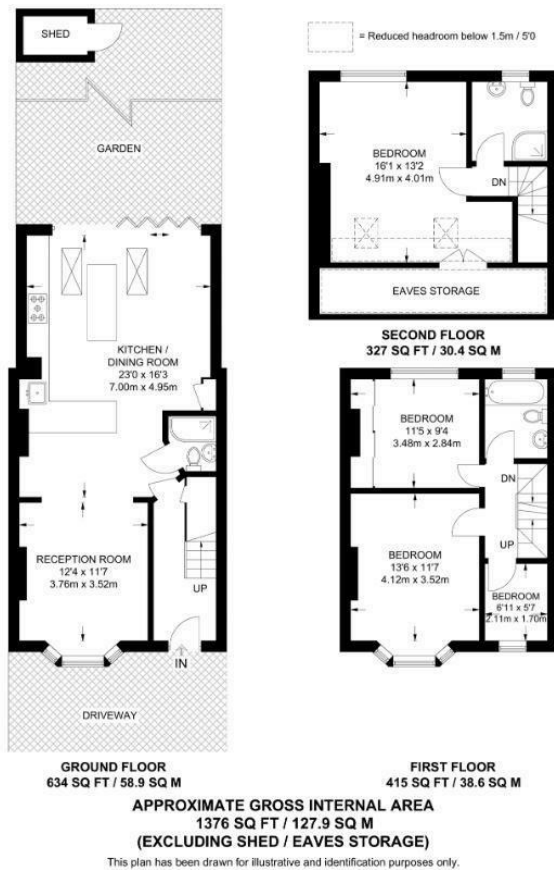 SHED
GARDEN
KITCHEN /
DINING ROOM
23'0 x 16'3
7.00m x 4.95m
RECEPTION ROOM
12'4 x 11'7
3.76m x 3.52m
UP
IN
DRIVEWAY
GROUND FLOOR
634 SQ FT / 58.9 SQ M
= Reduced headroom below 1.5m / 5'0
BEDROOM
16'1 x 13'2
4.91m x 4.01m
DN
EAVES STORAGE
SECOND FLOOR
327 SQ FT / 30.4 SQ M
BEDROOM
11'5 x 9'4
3.48m x 2.84m
DN
UP
BEDROOM
13'6 x 11'7
4.12m x 3.52m
BEDROOM
6'11 x 5'7
2.11m x 1.70m
FIRST FLOOR
415 SQ FT / 38.6 SQ M
APPROXIMATE GROSS INTERNAL AREA
1376 SQ FT / 127.9 SQ M
(EXCLUDING SHED / EAVES STORAGE)
This plan has been drawn for illustrative and identification purposes only.